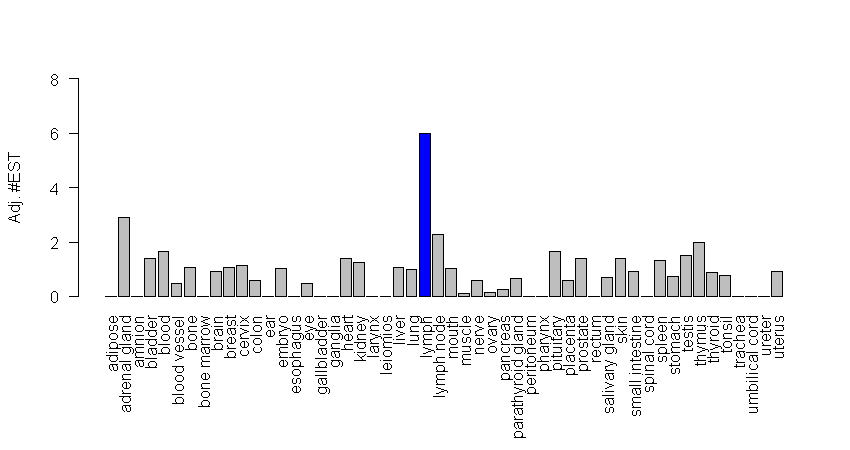 Adj. #EST
8
6
4
2
0
adipose
adrenal gland
amnion
bladder
blood
blood vessel
bone
bone marrow
brain
breast
cervix
colon
ear
embryo
esophagus
eye
gallbladder
ganglia
heart
kidney
larynx
leiomios
liver
lung
lymph
lymph node
mouth
muscle
nerve
ovary
pancreas
parathyroid gland
peritoneum
pharynx
pituitary
placenta
prostate
rectum
salivary gland
skin
small intestine
spinal cord
spleen
stomach
testis
thymus
thyroid
tonsil
trachea
umbilical cord
ureter
uterus